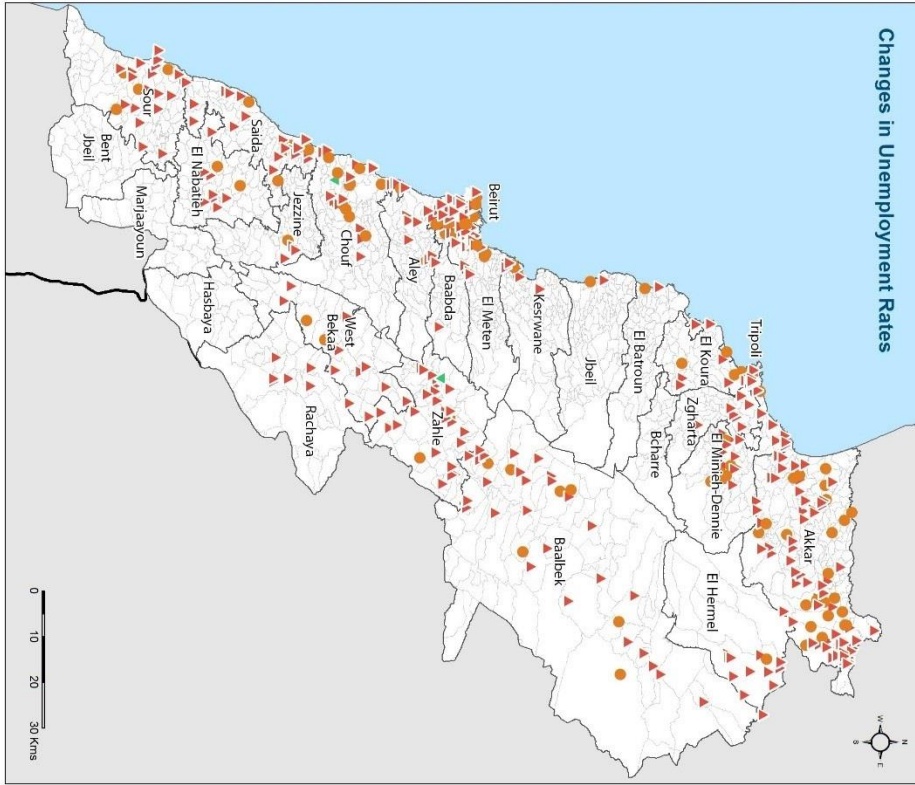 Changes in Unemployment Rates
N
W
E
S
Akkar
Tripoli
El Minieh-Dennie
El Koura
Zgharta
El Hermel
Bcharre
El Batroun
Jbeil
Baalbek
Kesrwane
Beirut
El Meten
Baabda
Zahle
Aley
Chouf
West
Bekaa
Rachaya
Jezzine
Saida
Hasbaya
El Nabatieh
Marjaayoun
Sour
Bent
Jbeil
0
10
20
30 Kms